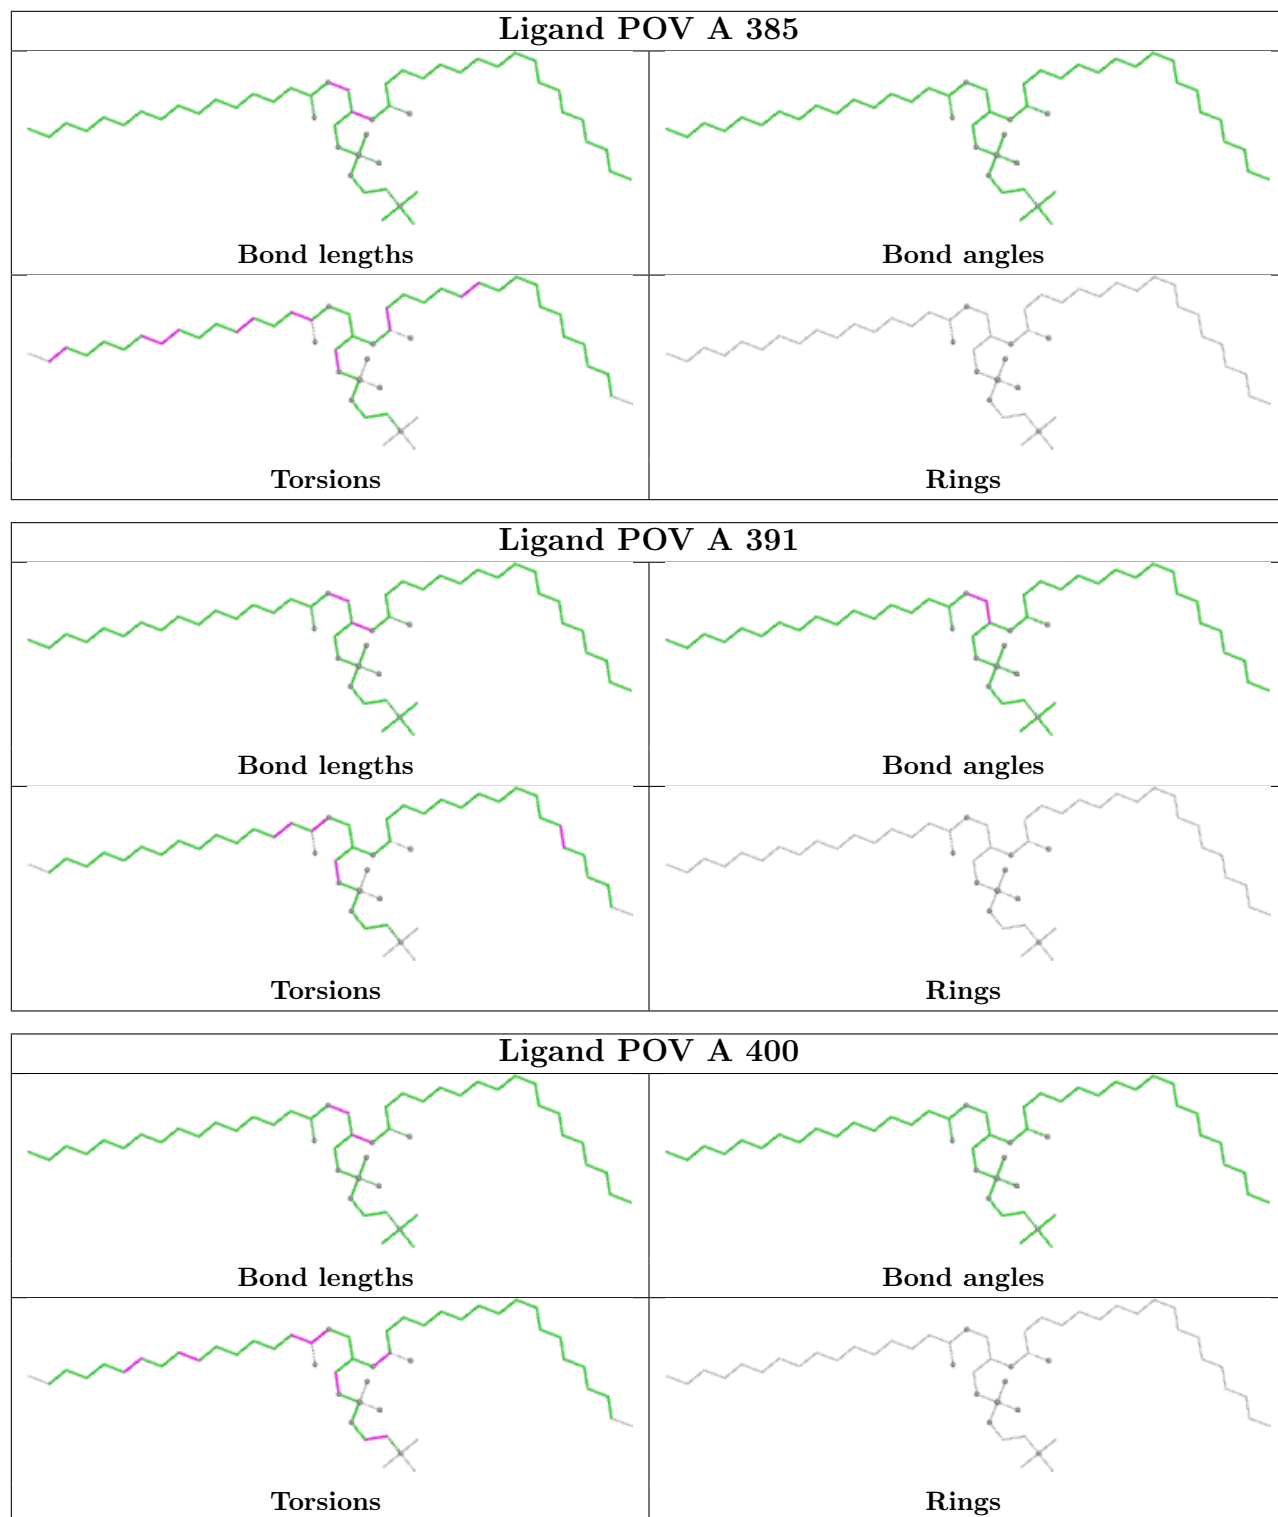 Ligand POV A 385
Bond lengths
Bond angles
Torsions
Rings
Ligand POV A 391
Bond lengths
Bond angles
Torsions
Rings
Ligand POV A 400
Bond lengths
Bond angles
Torsions
Rings